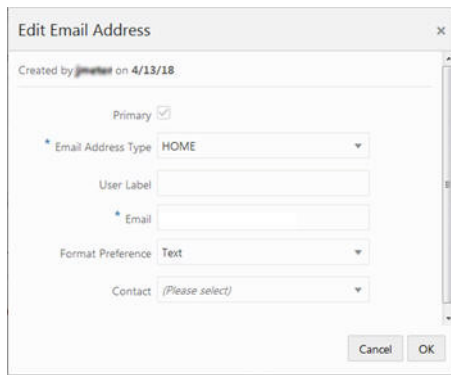 Edit Email Address
Created by on 4/13/18
Primary
* Email Address Type HOME
User Label
* Email
Format Preference Text
Contact (Please select)
Cancel OK